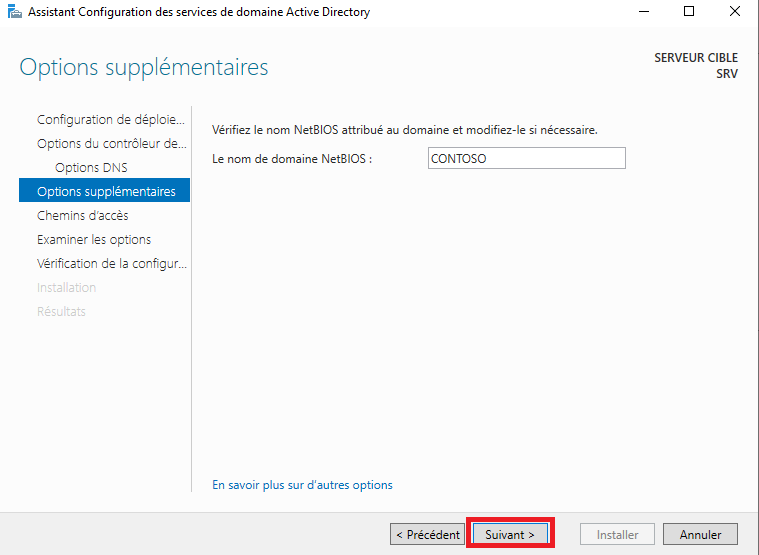 Assistant Configuration des services de domaine Active Directory
Options supplémentaires
SERVEUR CIBLE
SRV
Configuration de déploie...
Options du contrôleur de...
Options DNS
Options supplémentaires
Chemins d'accès
Examiner les options
Vérification de la configur...
Installation
Résultats
Vérifiez le nom NetBIOS attribué au domaine et modifiez-le si nécessaire.
Le nom de domaine NetBIOS : CONTOSO
En savoir plus sur d'autres options
< Précédent Suivant > Installer Annuler